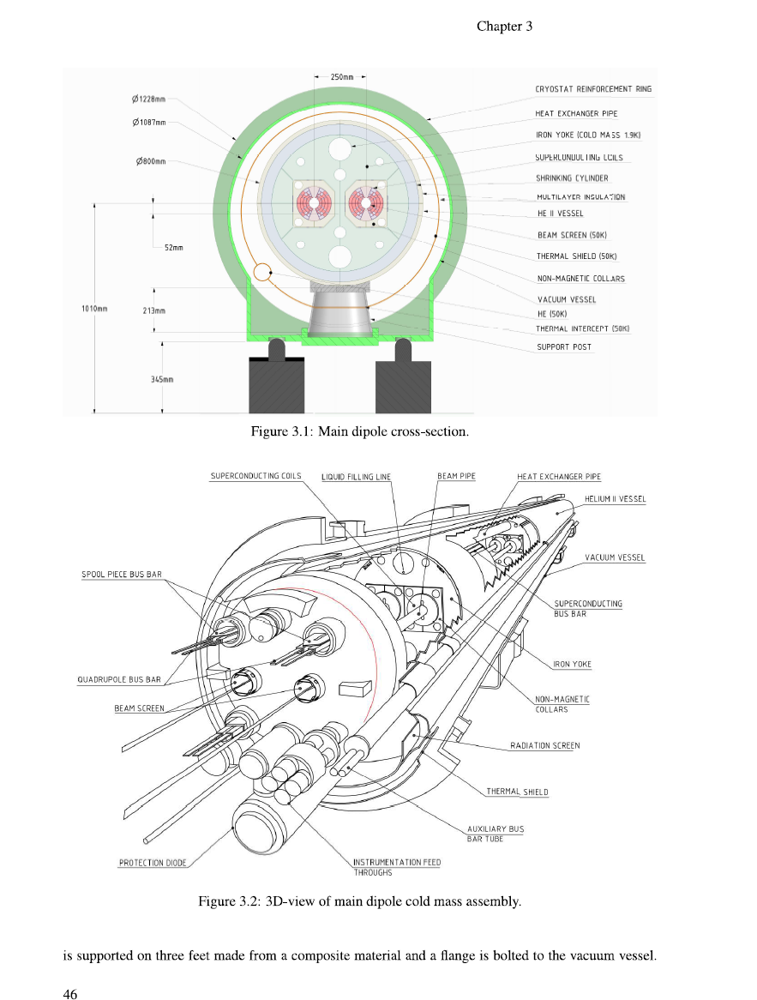 Chapter 3
250mm
CRYOSTAT REINFORCEMENT RING
Ø1228mm
HEAT EXCHANGER PIPE
Ø1087mm
IRON YOKE (COLD MASS 1.9K)
Ø800mm
SUPERCONDUCTING COILS
SHRINKING CYLINDER
MULTILAYER INSULATION
HE II VESSEL
BEAM SCREEN (50K)
52mm
THERMAL SHIELD (50K)
NON-MAGNETIC COLLARS
VACUUM VESSEL
1010mm
213mm
HE (50K)
THERMAL INTERCEPT (50K)
SUPPORT POST
345mm
Figure 3.1: Main dipole cross-section.
SUPERCONDUCTING COILS
LIQUID FILLING LINE
BEAM PIPE
HEAT EXCHANGER PIPE
HELIUM II VESSEL
VACUUM VESSEL
SPOOL PIECE BUS BAR
SUPERCONDUCTING
BUS BAR
IRON YOKE
QUADRUPOLE BUS BAR
NON-MAGNETIC
COLLARS
BEAM SCREEN
RADIATION SCREEN
THERMAL SHIELD
AUXILIARY BUS
BAR TUBE
PROTECTION DIODE
INSTRUMENTATION FEED
THROUGHS
Figure 3.2: 3D-view of main dipole cold mass assembly.
is supported on three feet made from a composite material and a flange is bolted to the vacuum vessel.
46